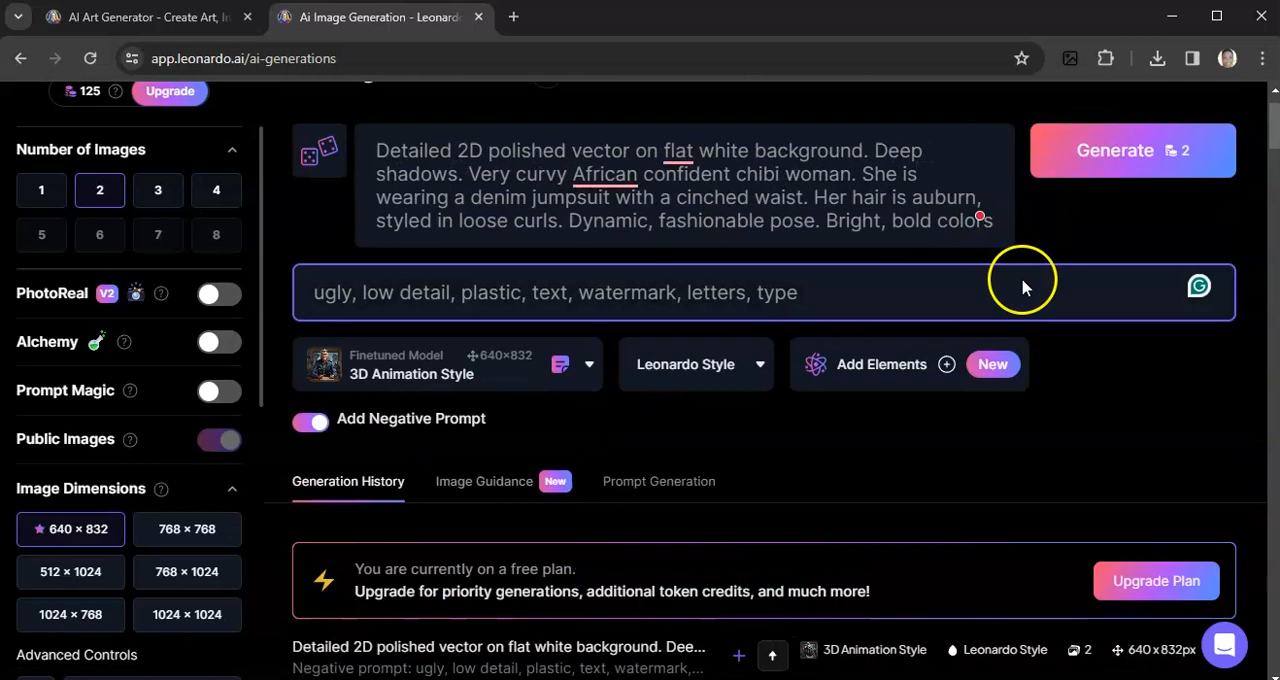 AI Art Generator - Create Art, I
Ai Image Generation - Leonardo
app.leonardo.ai/ai-generations
125
Upgrade
Number of Images
1
2
3
4
5
6
7
8
PhotoReal V2
Alchemy
Prompt Magic
Public Images
Image Dimensions
640 × 832
768 × 768
512 × 1024
768 × 1024
1024 × 768
1024 × 1024
Advanced Controls
Detailed 2D polished vector on flat white background. Deep
shadows. Very curvy African confident chibi woman. She is
wearing a denim jumpsuit with a cinched waist. Her hair is auburn,
styled in loose curls. Dynamic, fashionable pose. Bright, bold colors
Generate 2
ugly, low detail, plastic, text, watermark, letters, type
Finetuned Model 640×832
3D Animation Style
Leonardo Style
Add Elements New
Add Negative Prompt
Generation History
Image Guidance New
Prompt Generation
You are currently on a free plan.
Upgrade for priority generations, additional token credits, and much more!
Upgrade Plan
Detailed 2D polished vector on flat white background. Dee...
Negative prompt: ugly, low detail, plastic, text, watermark,...
3D Animation Style
Leonardo Style
2
640 x 832px